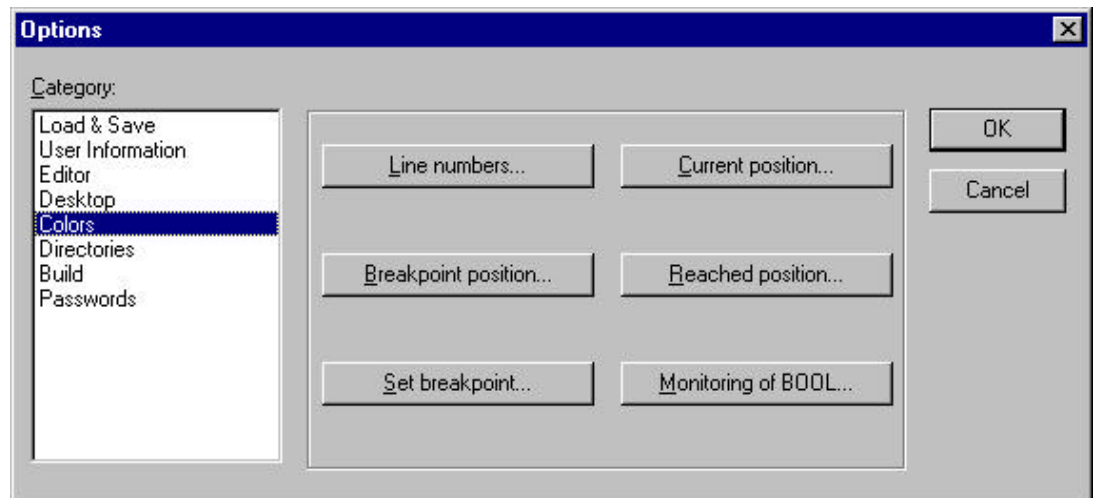 Options
Category:
Load & Save
User Information
Editor
Desktop
Colors
Directories
Build
Passwords
Line numbers...
Current position...
Breakpoint position...
Reached position...
Set breakpoint...
Monitoring of BOOL...
OK
Cancel